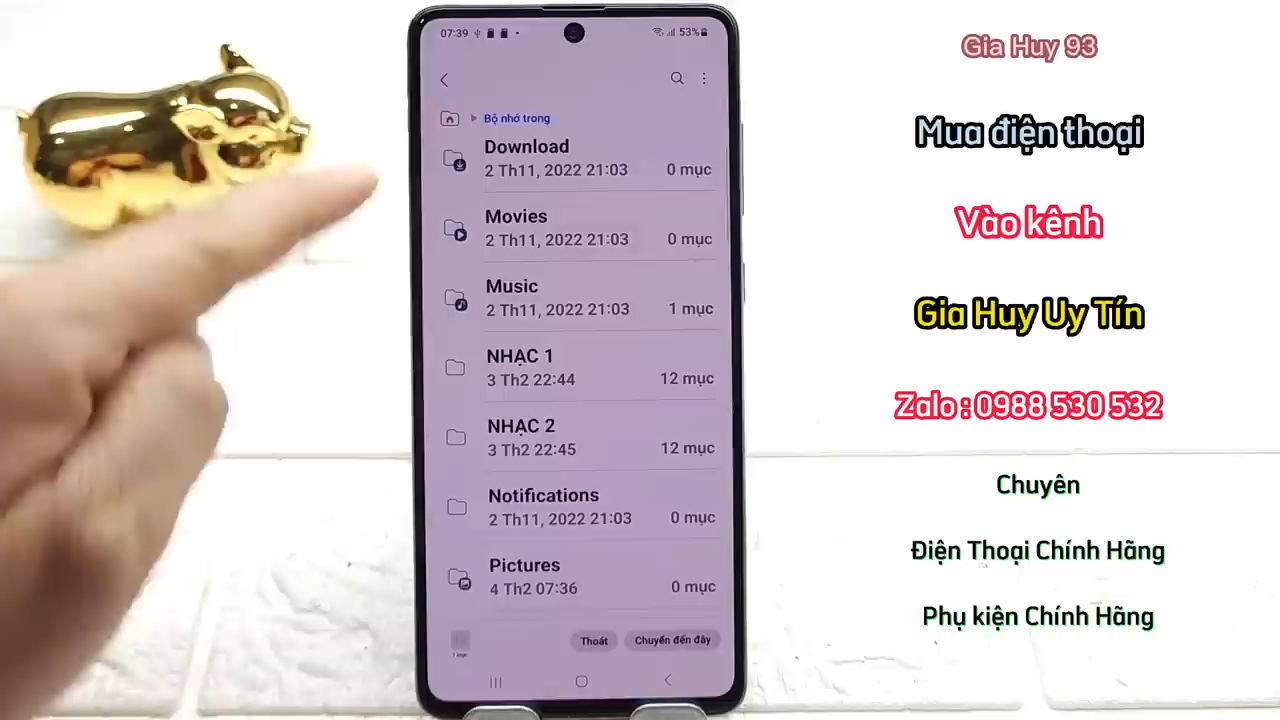 07:39
53%
Bộ nhớ trong
Download
2 Th11, 2022 21:03
0 mục
Movies
2 Th11, 2022 21:03
0 mục
Music
2 Th11, 2022 21:03
1 mục
NHẠC 1
3 Th2 22:44
12 mục
NHẠC 2
3 Th2 22:45
12 mục
Notifications
2 Th11, 2022 21:03
0 mục
Pictures
4 Th2 07:36
0 mục
1 mục
Thoát
Chuyển đến đây
Gia Huy 93
Mua điện thoại
Vào kênh
Gia Huy Uy Tín
Zalo : 0988 530 532
Chuyên
Điện Thoại Chính Hãng
Phụ kiện Chính Hãng